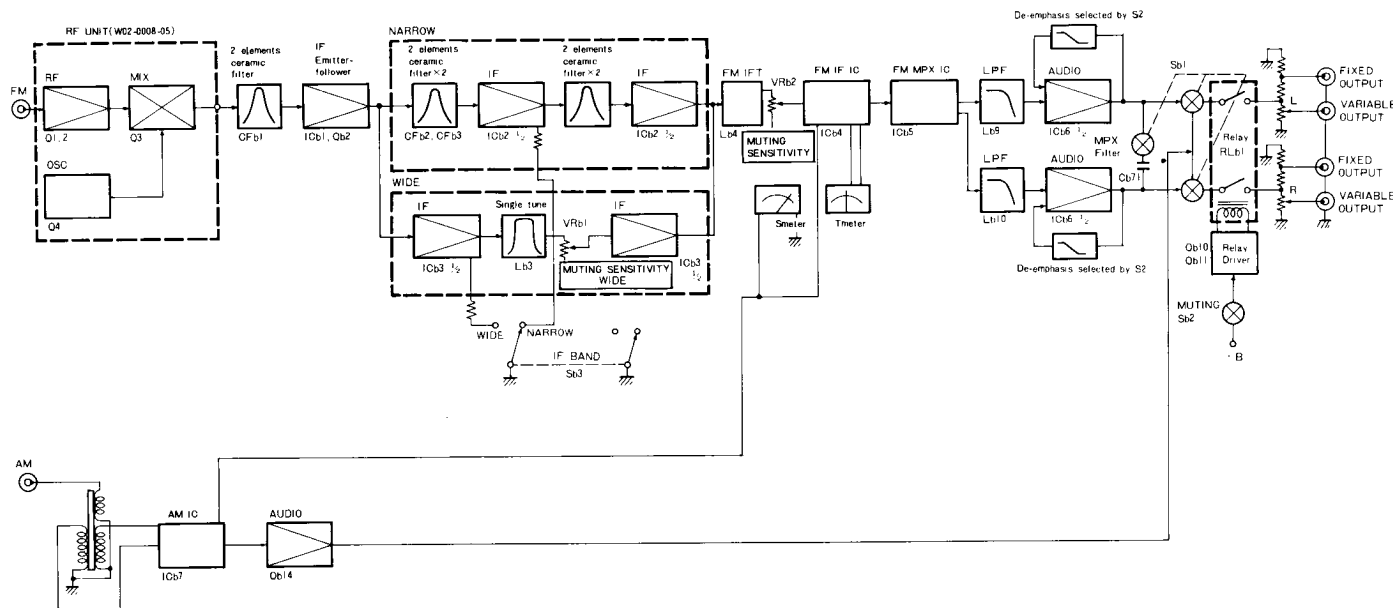 RF UNIT(W02-0008-05)
FM
RF
Q1, 2
MIX
Q3
OSC
Q4
2 elements
ceramic
filter
CFb1
IF
Emitter-
follower
ICb1, Qb2
NARROW
2 elements
ceramic
filter×2
CFb2, CFb3
IF
ICb2 1/2
2 elements
ceramic
filter×2
IF
ICb2 1/2
WIDE
IF
ICb3 1/2
Single tune
Lb3
VRb1
MUTING SENSITIVITY
WIDE
IF
ICb3
1/2
WIDE
NARROW
IF BAND
Sb3
FM IFT
Lb4
VRb2
MUTING
SENSITIVITY
FM IF IC
ICb4
Smeter
Tmeter
FM MPX IC
ICb5
LPF
Lb9
LPF
Lb10
De-emphasis selected by S2
AUDIO
ICb6 1/2
AUDIO
ICb6 1/2
De-emphasis selected by S2
MPX
Filter
Cb71
Sb1
Relay
RLb1
L
R
FIXED
OUTPUT
VARIABLE
OUTPUT
FIXED
OUTPUT
VARIABLE
OUTPUT
Qb10
Qb11
Relay
Driver
MUTING
Sb2
B
AM
AM IC
ICb7
AUDIO
Qb14